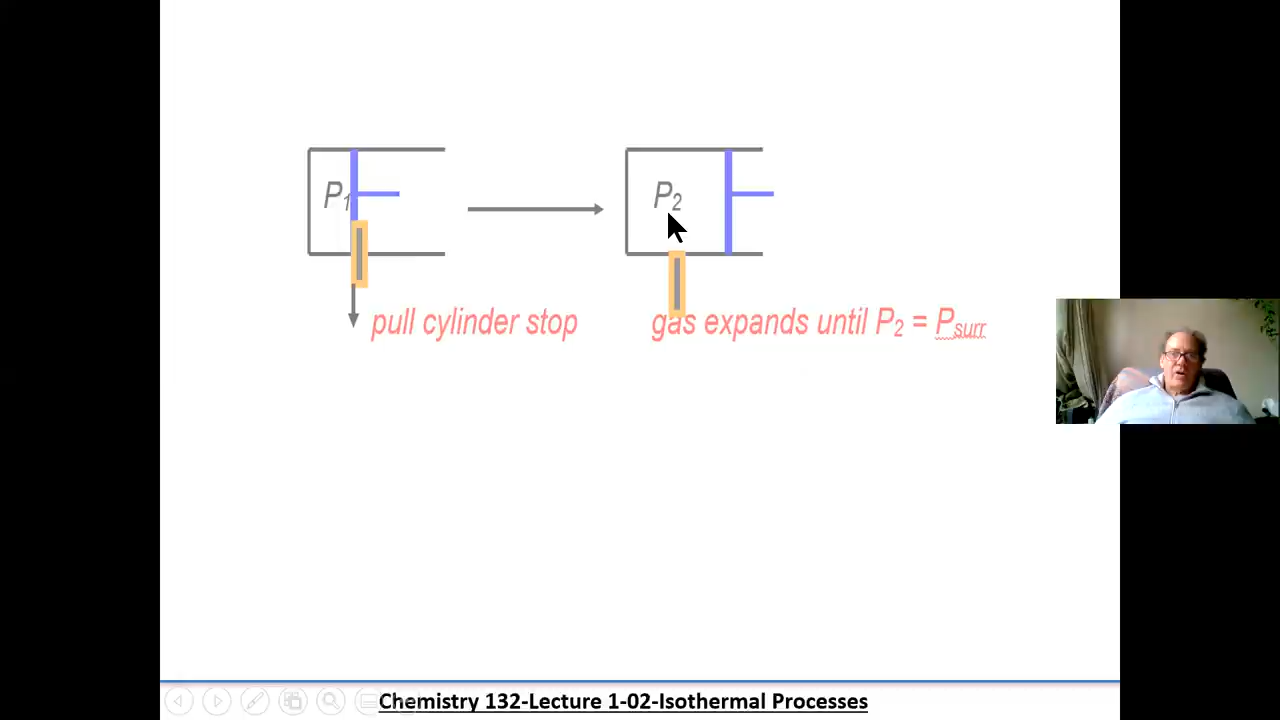 P1
P2
pull cylinder stop
gas expands until P2 = Psurr
Chemistry 132-Lecture 1-02-Isothermal Processes